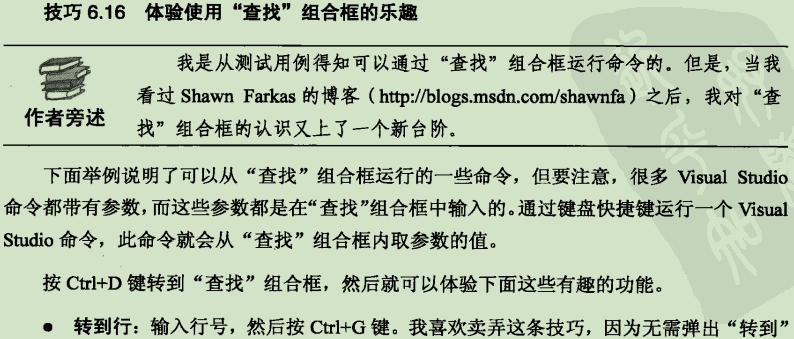 技巧 6.16 体验使用“查找”组合框的乐趣
我是从测试用例得知可以通过“查找”组合框运行命令的。但是，当我
看过 Shawn Farkas 的博客（http://blogs.msdn.com/shawnfa）之后，我对“查
作者旁述
找”组合框的认识又上了一个新台阶。
下面举例说明了可以从“查找”组合框运行的一些命令，但要注意，很多 Visual Studio
命令都带有参数，而这些参数都是在“查找”组合框中输入的。通过键盘快捷键运行一个 Visual
Studio 命令，此命令就会从“查找”组合框内取参数的值。
按 Ctrl+D 键转到“查找”组合框，然后就可以体验下面这些有趣的功能。
● 转到行：输入行号，然后按 Ctrl+G 键。我喜欢卖弄这条技巧，因为无需弹出“转到”